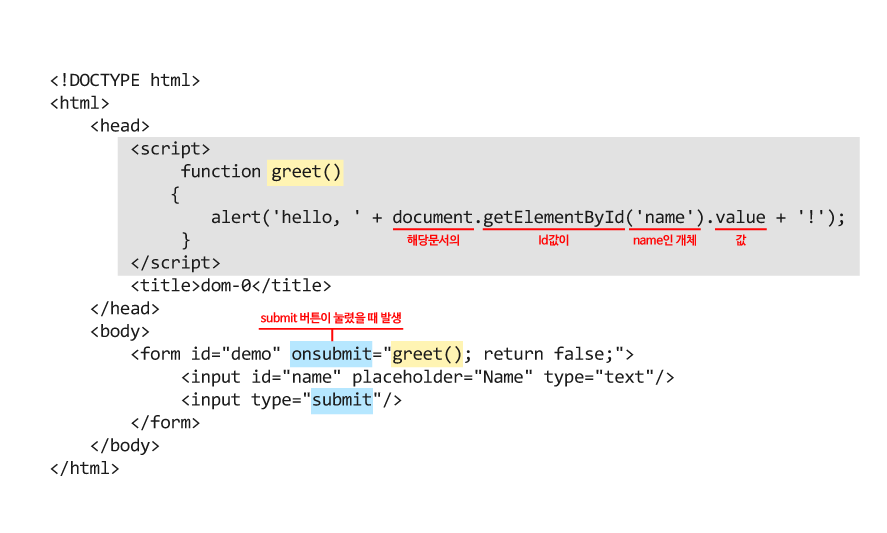 <!DOCTYPE html>
<html>
<head>
<script>
function greet()
{
alert('hello, ' + document.getElementById('name').value + '!');
해당문서의 Id값이 name인 개체 값
}
</script>
<title>dom-0</title>
</head>
submit 버튼이 눌렸을 때 발생
<body>
<form id="demo" onsubmit="greet(); return false;">
<input id="name" placeholder="Name" type="text"/>
<input type="submit"/>
</form>
</body>
</html>